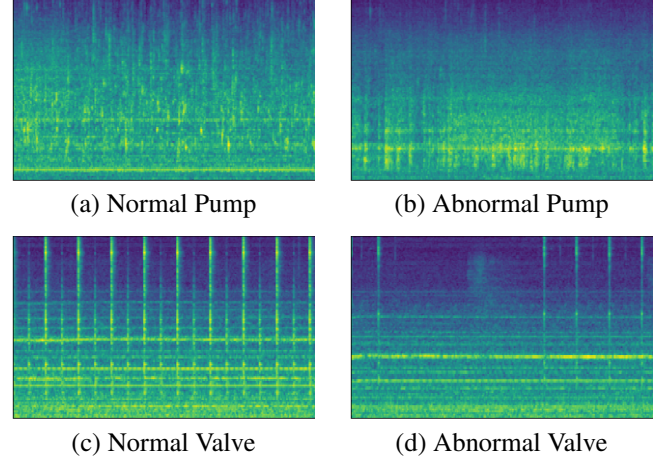 (a) Normal Pump
(b) Abnormal Pump
(c) Normal Valve
(d) Abnormal Valve